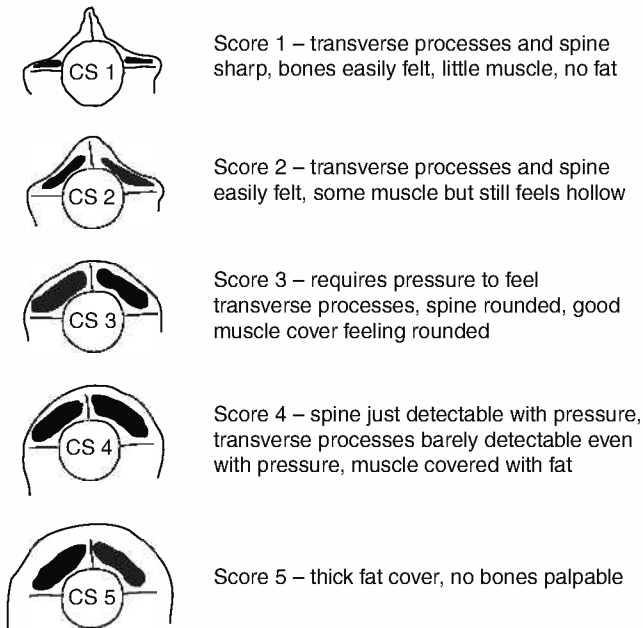 CS 1
Score 1 – transverse processes and spine
sharp, bones easily felt, little muscle, no fat
CS 2
Score 2 – transverse processes and spine
easily felt, some muscle but still feels hollow
CS 3
Score 3 – requires pressure to feel
transverse processes, spine rounded, good
muscle cover feeling rounded
CS 4
Score 4 – spine just detectable with pressure,
transverse processes barely detectable even
with pressure, muscle covered with fat
CS 5
Score 5 – thick fat cover, no bones palpable